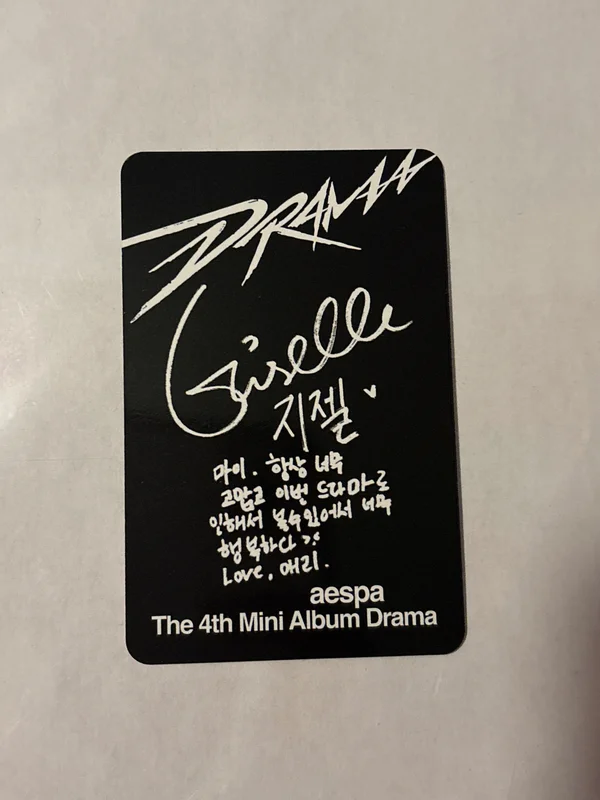 DRAMA
Giselle
지젤
마이. 항상 너무
고맙고 이번 드라마로
인해서 볼수있어서 너무
행복하다
Love, 애리.
aespa
The 4th Mini Album Drama